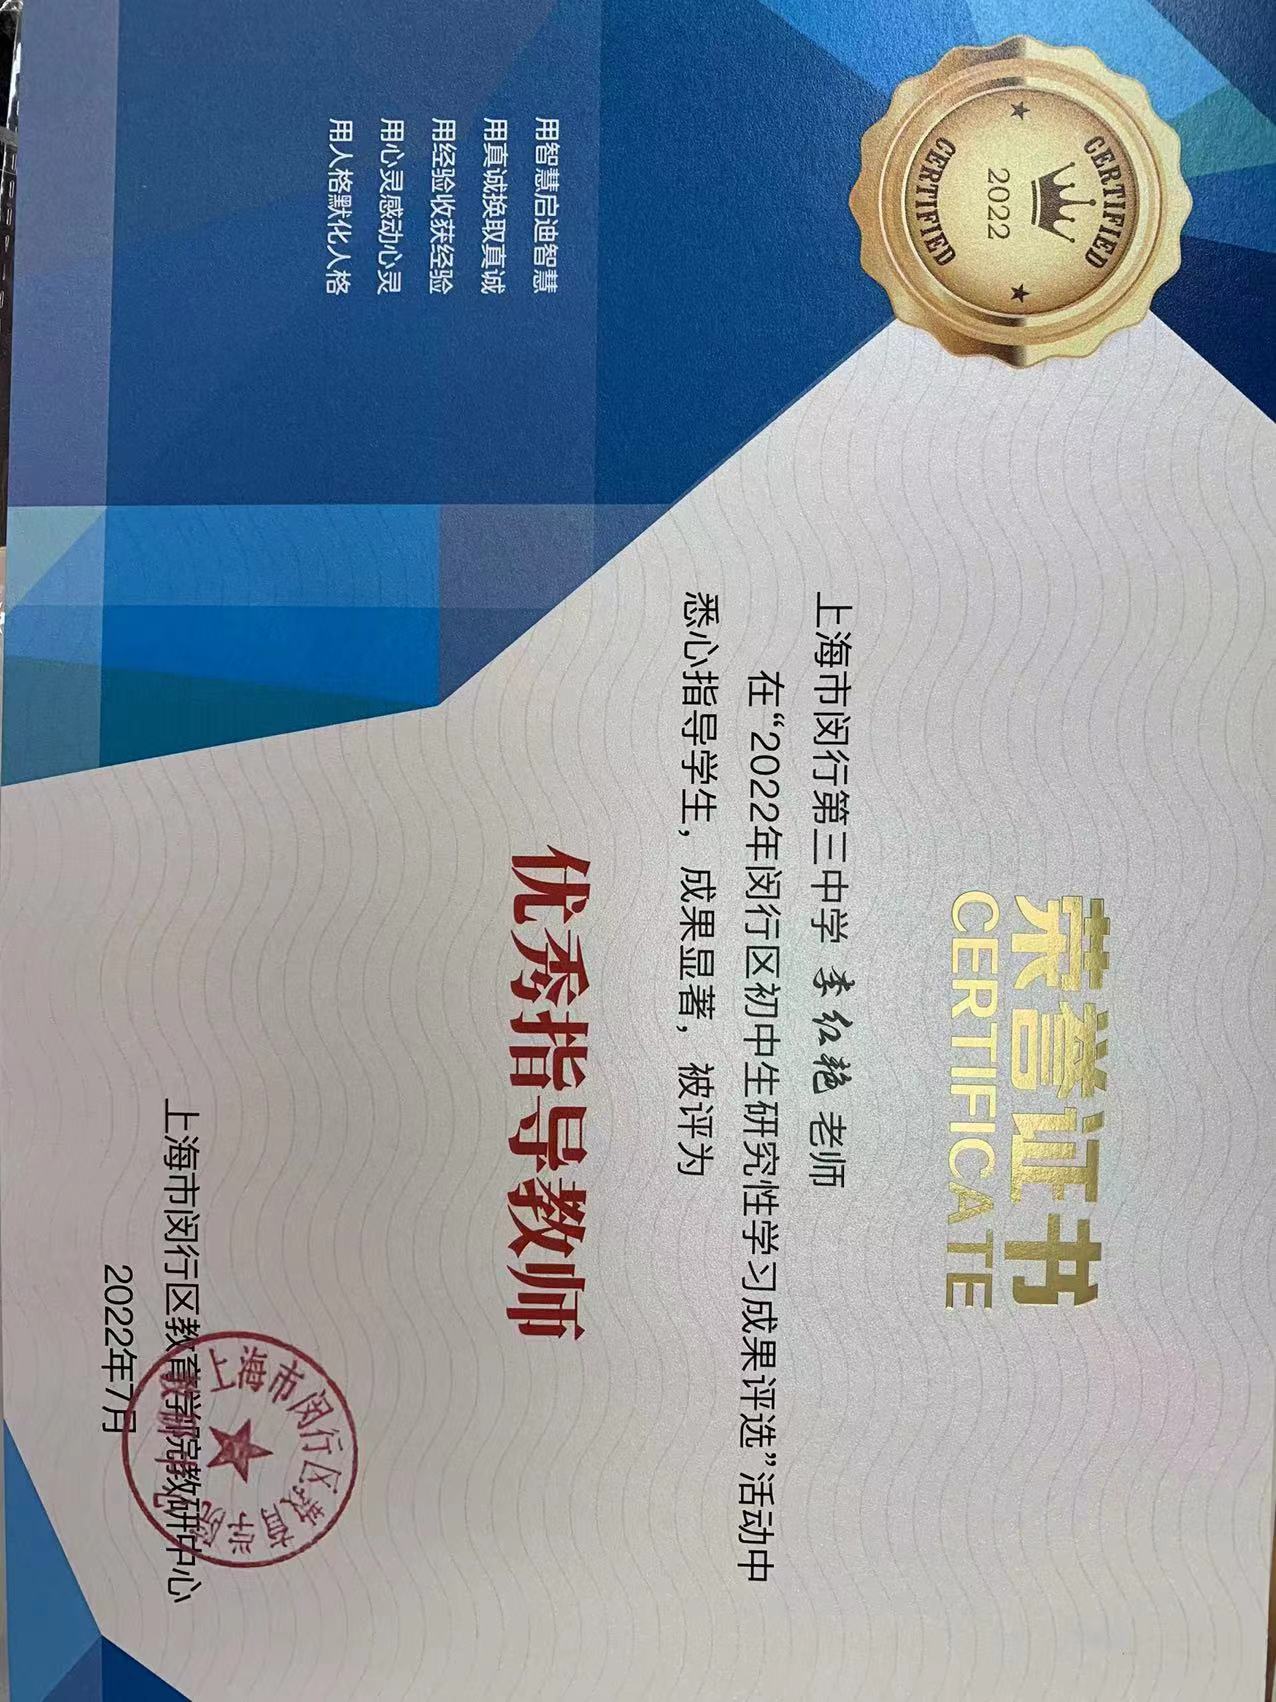 CERTIFIED
2022
CERTIFIED
荣誉证书
CERTIFICATE
上海市闵行第三中学 李红艳 老师
在“2022年闵行区初中生研究性学习成果评选”活动中
悉心指导学生，成果显著，被评为
优秀指导教师
用智慧启迪智慧
用真诚换取真诚
用经验收获经验
用心灵感动心灵
用人格默化人格
上海市闵行区教育学院
教研中心
上海市闵行区教育学院教研中心
2022年7月